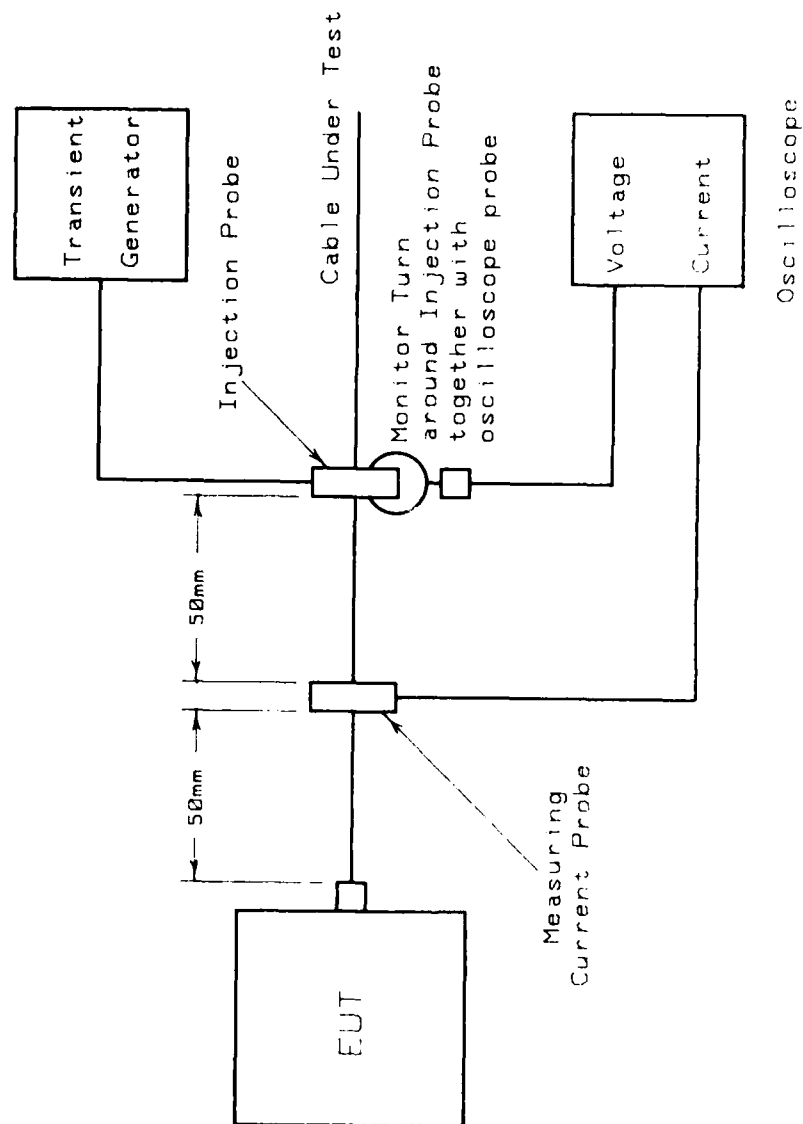 Transient
Generator
Injection Probe
Cable Under Test
Monitor Turn
around Injection Probe
together with
oscilloscope probe
Voltage
Current
Oscilloscope
50mm
50mm
Measuring
Current Probe
EUT